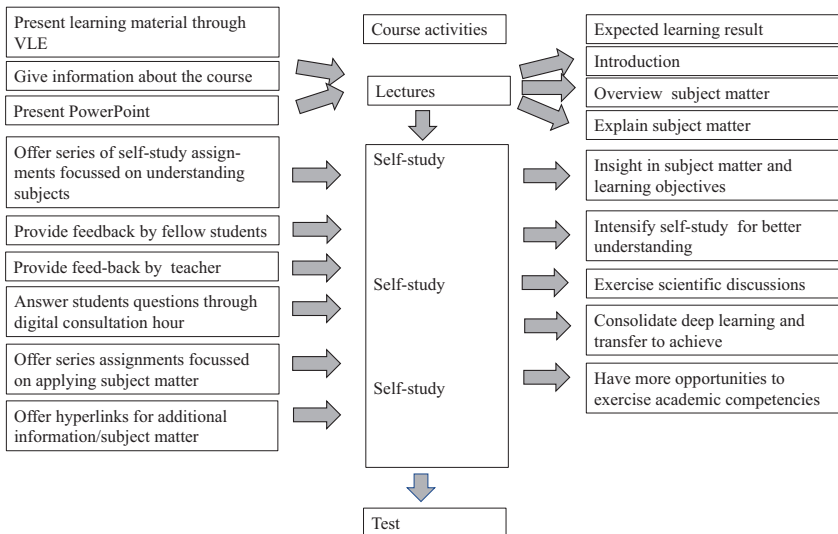 Present learning material through
VLE
Give information about the course
Present PowerPoint
Offer series of self-study assign-
ments focussed on understanding
subjects
Provide feedback by fellow students
Provide feed-back by teacher
Answer students questions through
digital consultation hour
Offer series assignments focussed
on applying subject matter
Offer hyperlinks for additional
information/subject matter
Course activities
Lectures
Self-study
Self-study
Self-study
Test
Expected learning result
Introduction
Overview subject matter
Explain subject matter
Insight in subject matter and
learning objectives
Intensify self-study for better
understanding
Exercise scientific discussions
Consolidate deep learning and
transfer to achieve
Have more opportunities to
exercise academic competencies